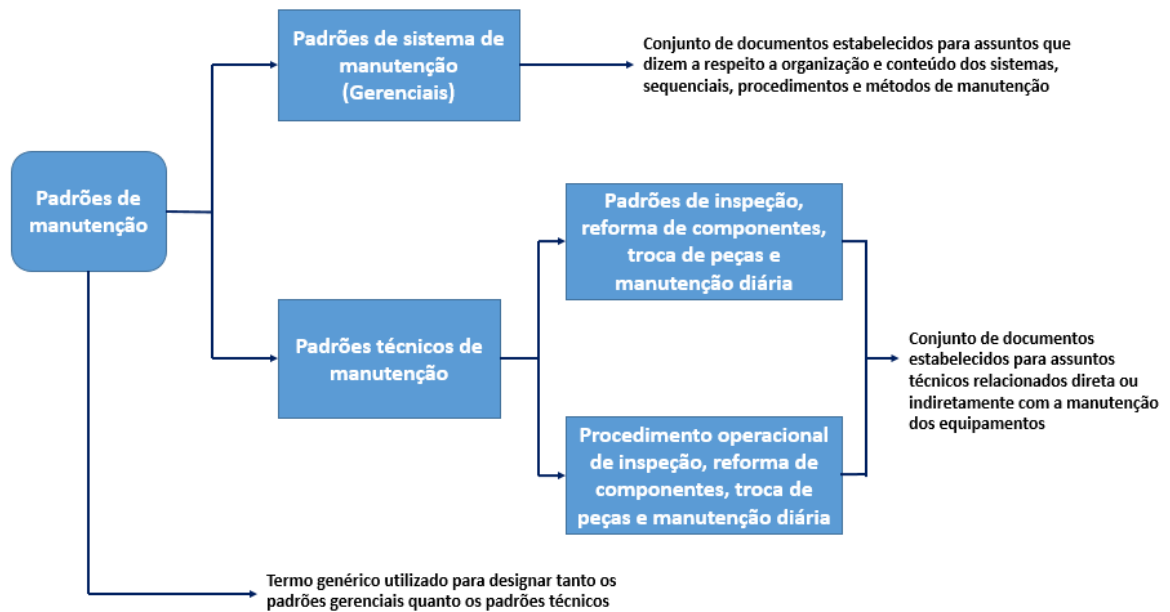 Padrões de sistema de
manutenção
(Gerenciais)
Conjunto de documentos estabelecidos para assuntos que
dizem a respeito a organização e conteúdo dos sistemas,
sequenciais, procedimentos e métodos de manutenção
Padrões de
manutenção
Padrões de inspeção,
reforma de componentes,
troca de peças e
manutenção diária
Padrões técnicos de
manutenção
Conjunto de documentos
estabelecidos para assuntos
técnicos relacionados direta ou
indiretamente com a manutenção
dos equipamentos
Procedimento operacional
de inspeção, reforma de
componentes, troca de
peças e manutenção diária
Termo genérico utilizado para designar tanto os
padrões gerenciais quanto os padrões técnicos